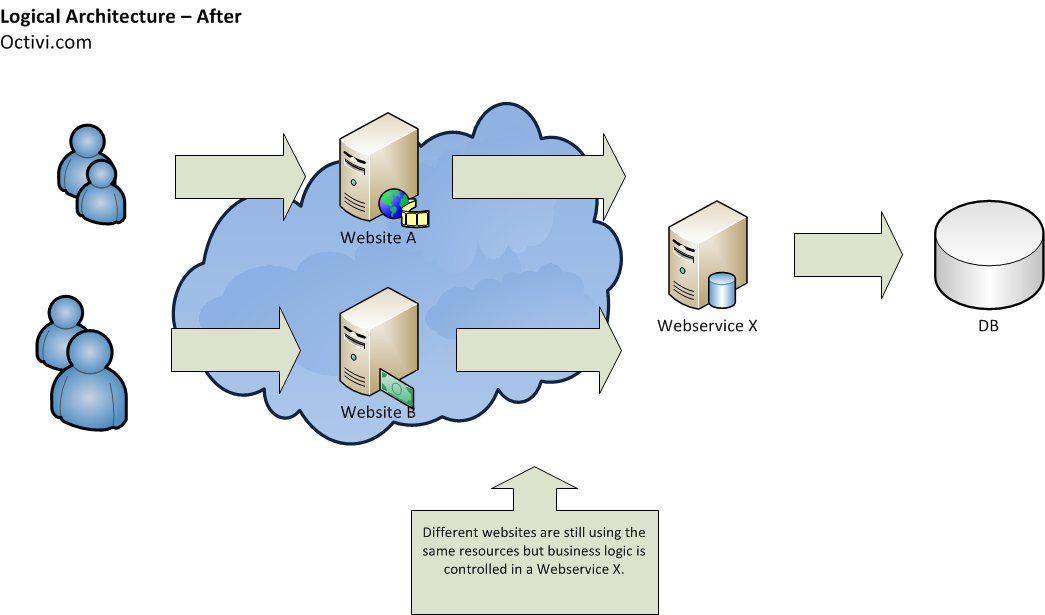 Logical Architecture – After
Octivi.com
Website A
Webservice X
DB
Website B
Different websites are still using the
same resources but business logic is
controlled in a Webservice X.